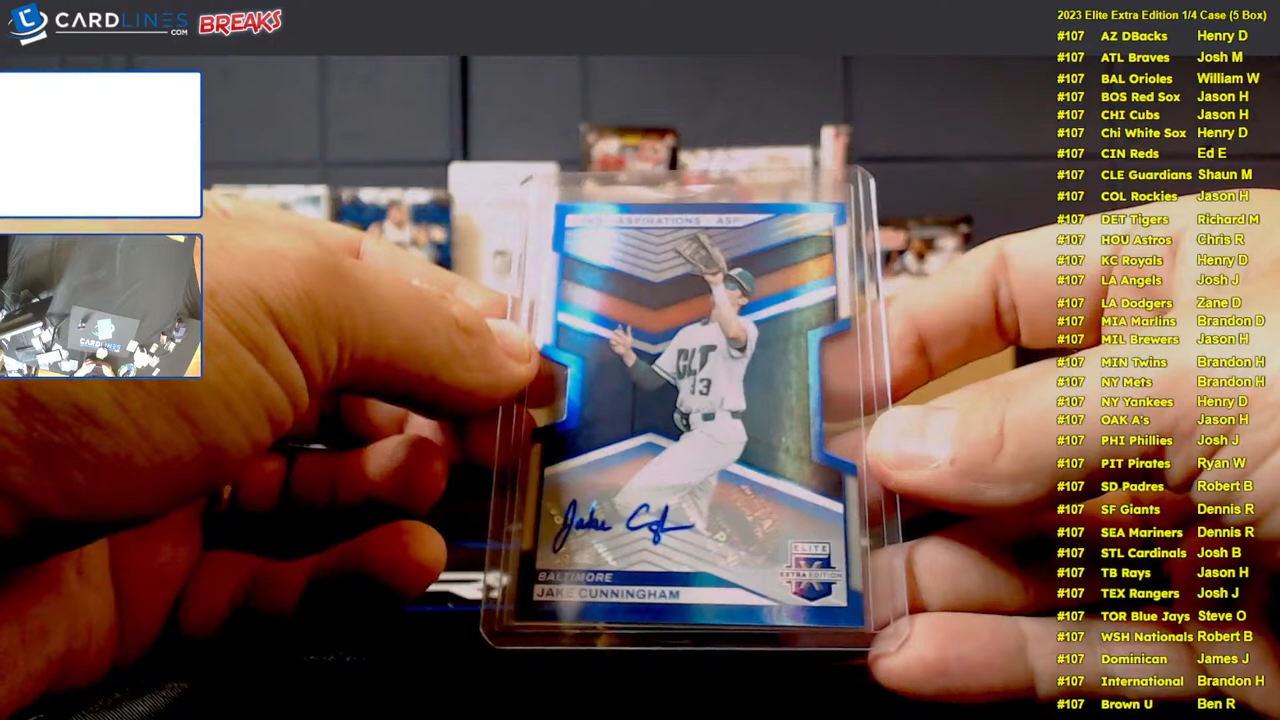 CARDLINES
.COM
BREAKS
ASPIRATIONS ASP
CLT
13
Jake
ELITE
EXTRA EDITION
BALTIMORE
JAKE CUNNINGHAM
CARDLINES
2023 Elite Extra Edition 1/4 Case (5 Box)
#107 AZ DBacks Henry D
#107 ATL Braves Josh M
#107 BAL Orioles William W
#107 BOS Red Sox Jason H
#107 CHI Cubs Jason H
#107 Chi White Sox Henry D
#107 CIN Reds Ed E
#107 CLE Guardians Shaun M
#107 COL Rockies Jason H
#107 DET Tigers Richard M
#107 HOU Astros Chris R
#107 KC Royals Henry D
#107 LA Angels Josh J
#107 LA Dodgers Zane D
#107 MIA Marlins Brandon D
#107 MIL Brewers Jason H
#107 MIN Twins Brandon H
#107 NY Mets Brandon H
#107 NY Yankees Henry D
#107 OAK A's Jason H
#107 PHI Phillies Josh J
#107 PIT Pirates Ryan W
#107 SD Padres Robert B
#107 SF Giants Dennis R
#107 SEA Mariners Dennis R
#107 STL Cardinals Josh B
#107 TB Rays Jason H
#107 TEX Rangers Josh J
#107 TOR Blue Jays Steve O
#107 WSH Nationals Robert B
#107 Dominican James J
#107 International Brandon H
#107 Brown U Ben R